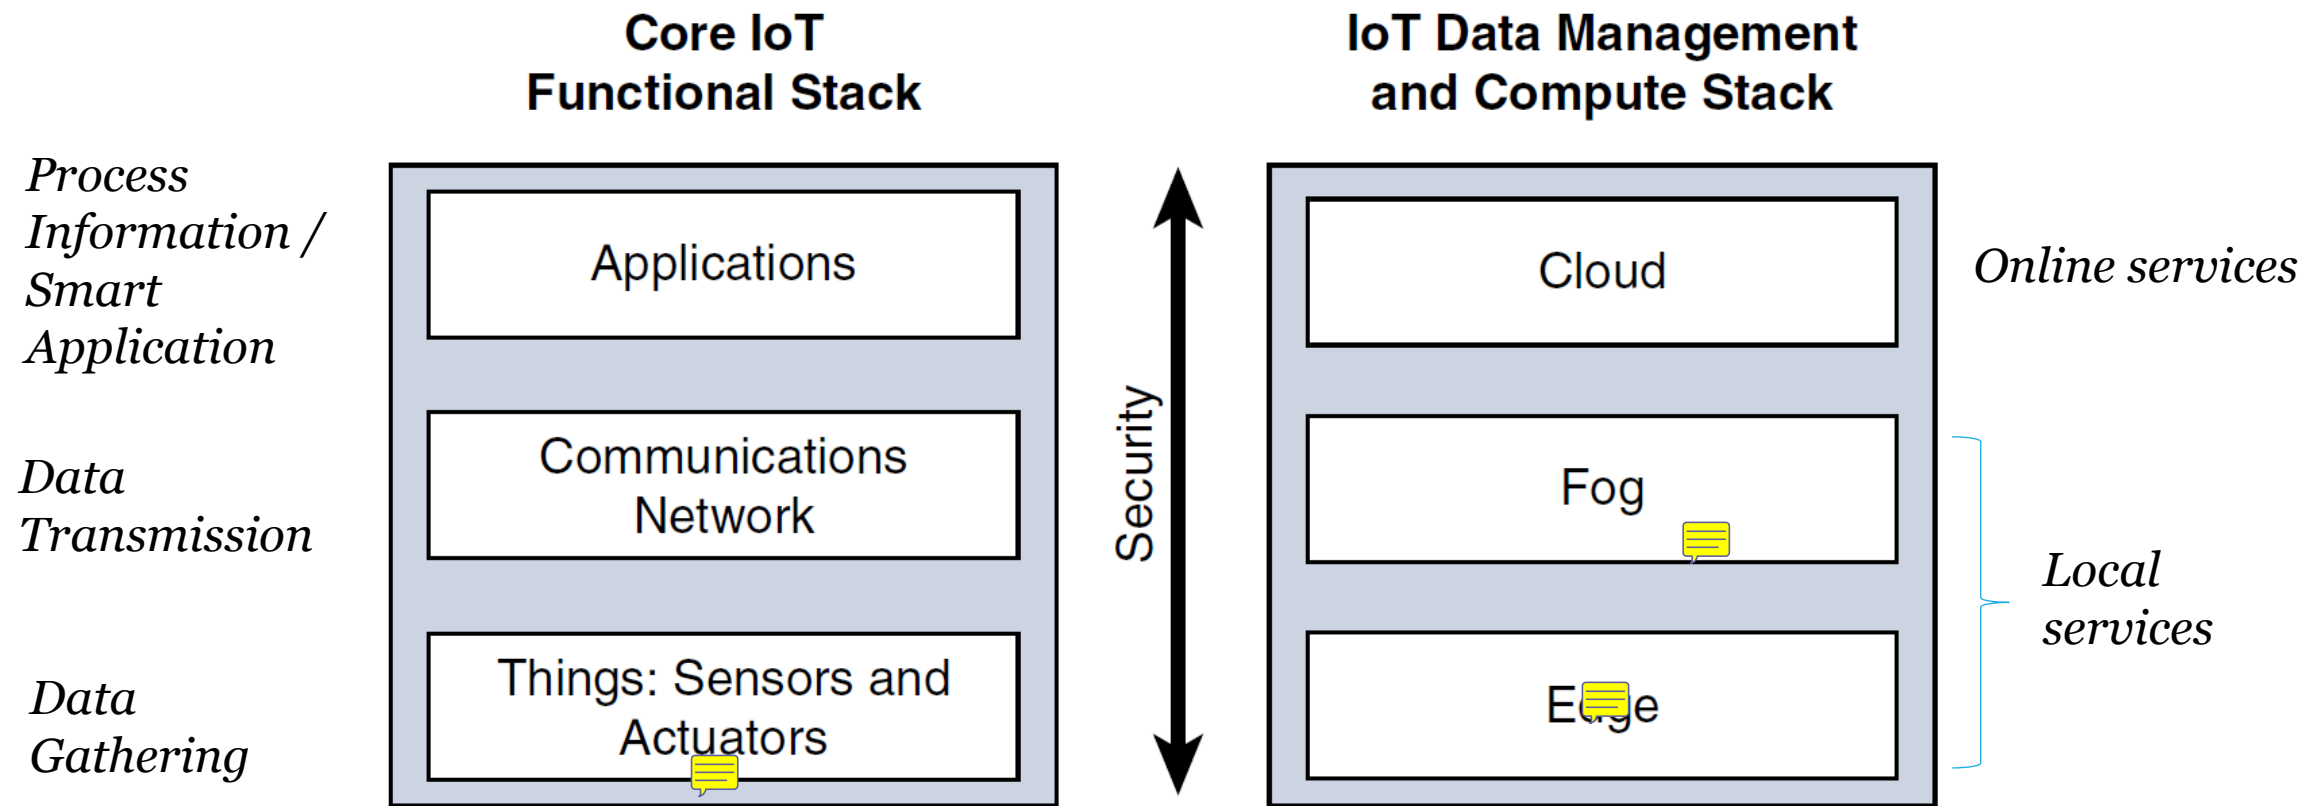 Core IoT
Functional Stack
IoT Data Management
and Compute Stack
Process
Information /
Smart
Application
Applications
Cloud
Online services
Security
Data
Transmission
Communications
Network
Fog
Local
services
Data
Gathering
Things: Sensors and
Actuators
Edge